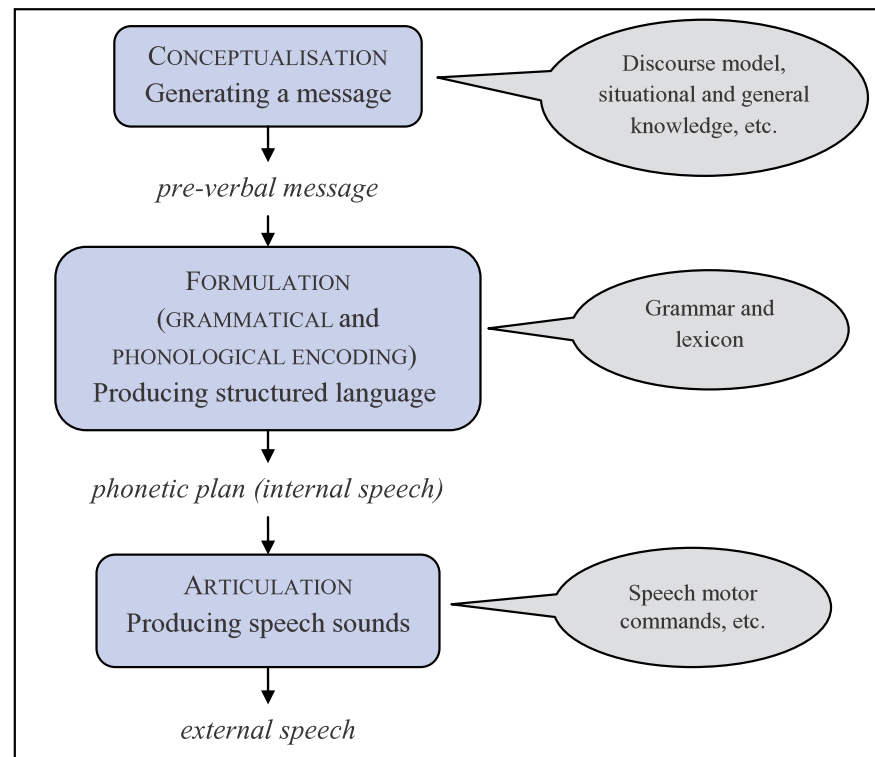 CONCEPTUALISATION
Generating a message
Discourse model,
situational and general
knowledge, etc.
pre-verbal message
FORMULATION
(GRAMMATICAL and
PHONOLOGICAL ENCODING)
Producing structured language
Grammar and
lexicon
phonetic plan (internal speech)
ARTICULATION
Producing speech sounds
Speech motor
commands, etc.
external speech